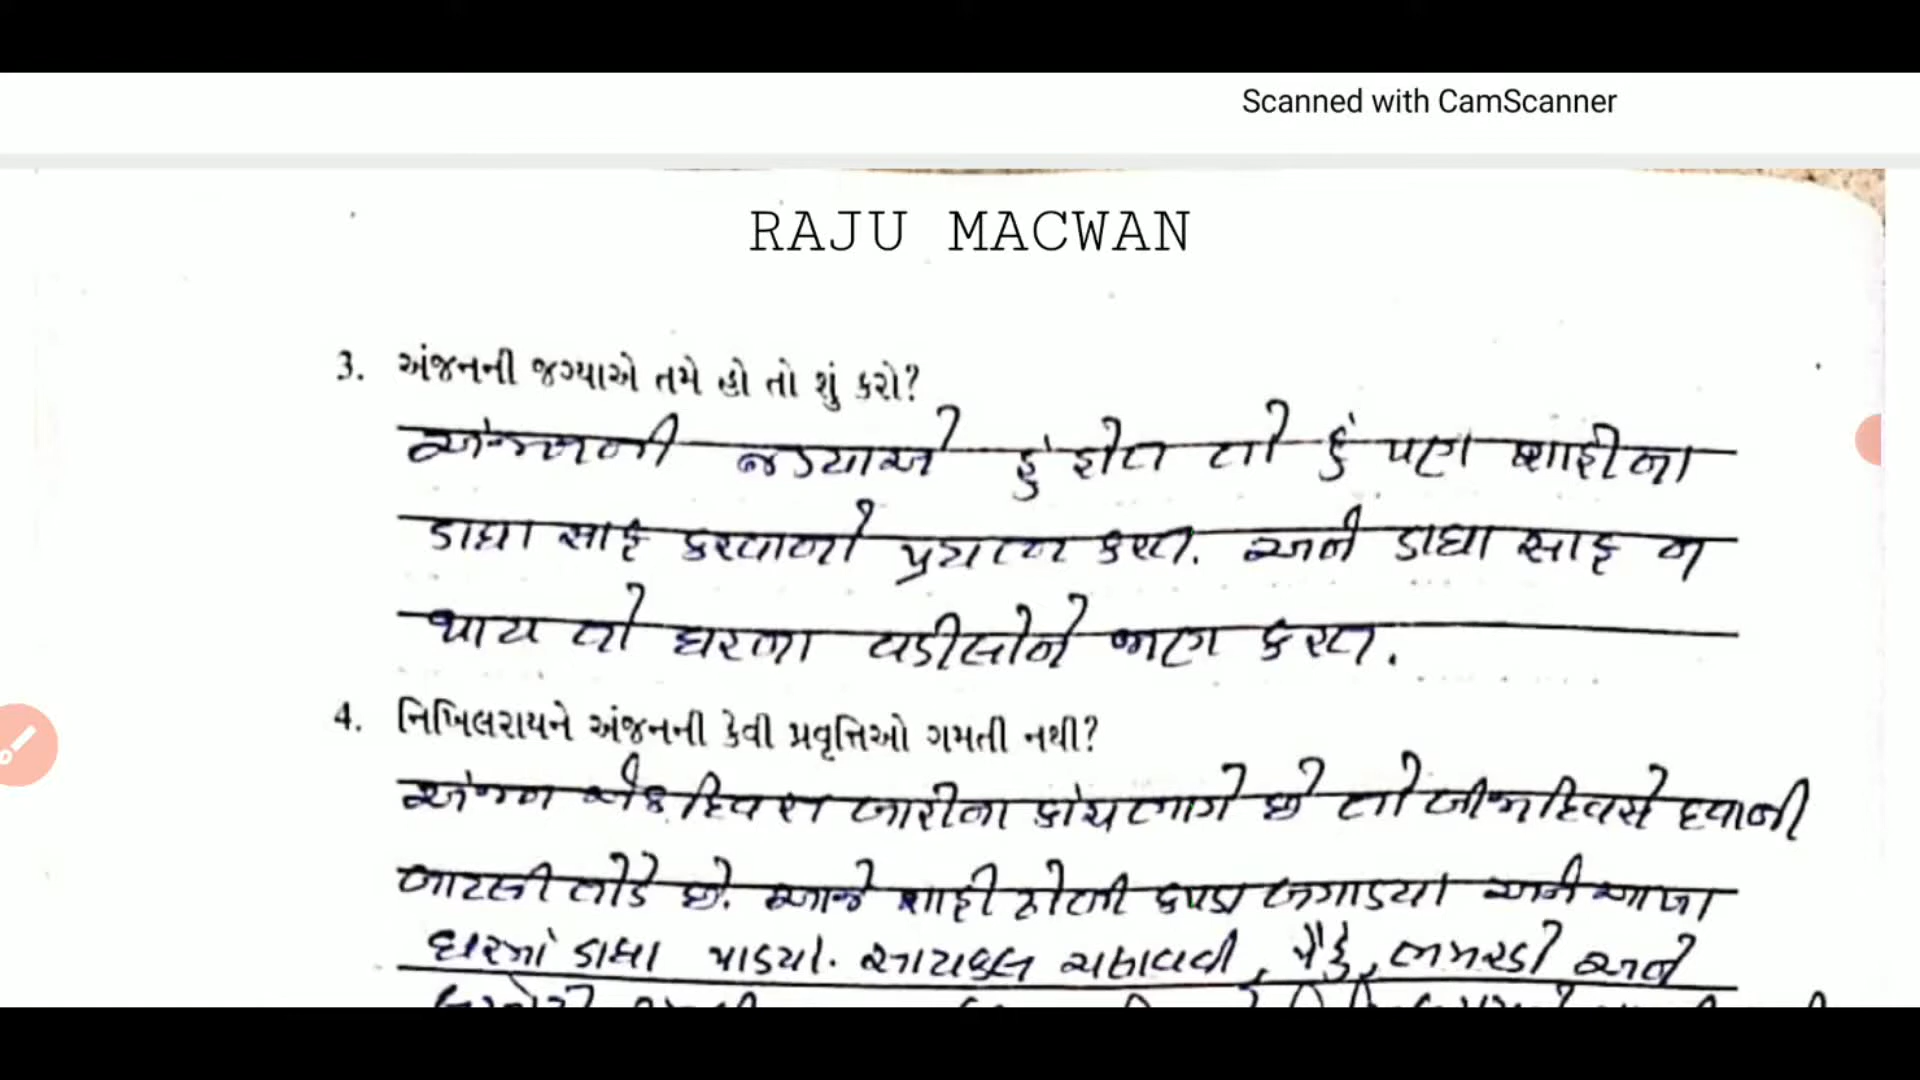 Scanned with CamScanner
RAJU MACWAN
3. અંજનની જગ્યાએ તમે હો તો શું કરો?
અંજનની જગ્યાએ હું હોત તો હું પણ શાહીના
ડાઘા સાફ કરવાનો પ્રયત્ન કરત. અને ડાઘા સાફ ન
થાય તો ઘરના વડીલોને જાણ કરત.
4. નિખિલરાયને અંજનની કેવી પ્રવૃત્તિઓ ગમતી નથી?
અંજન એક દિવસ બારીના કાંચ ભાગે છે તો બીજા દિવસે દવાની
બાટલી તોડે છે. આજે શાહી ઢોળી કપડા બગાડયા અને આખા
ઘરમાં ડાઘા પાડયા. સાયકલ ચલાવવી, પૈડું, ભમરડો અને